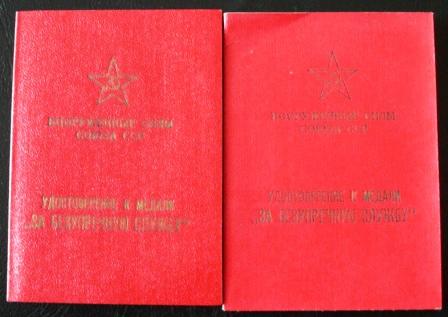 ВООРУЖЕННЫЕ СИЛЫ
СОЮЗА ССР
УДОСТОВЕРЕНИЕ К МЕДАЛИ
„ЗА БЕЗУПРЕЧНУЮ СЛУЖБУ"
ВООРУЖЕННЫЕ СИЛЫ
СОЮЗА ССР
УДОСТОВЕРЕНИЕ К МЕДАЛИ
„ЗА БЕЗУПРЕЧНУЮ СЛУЖБУ"